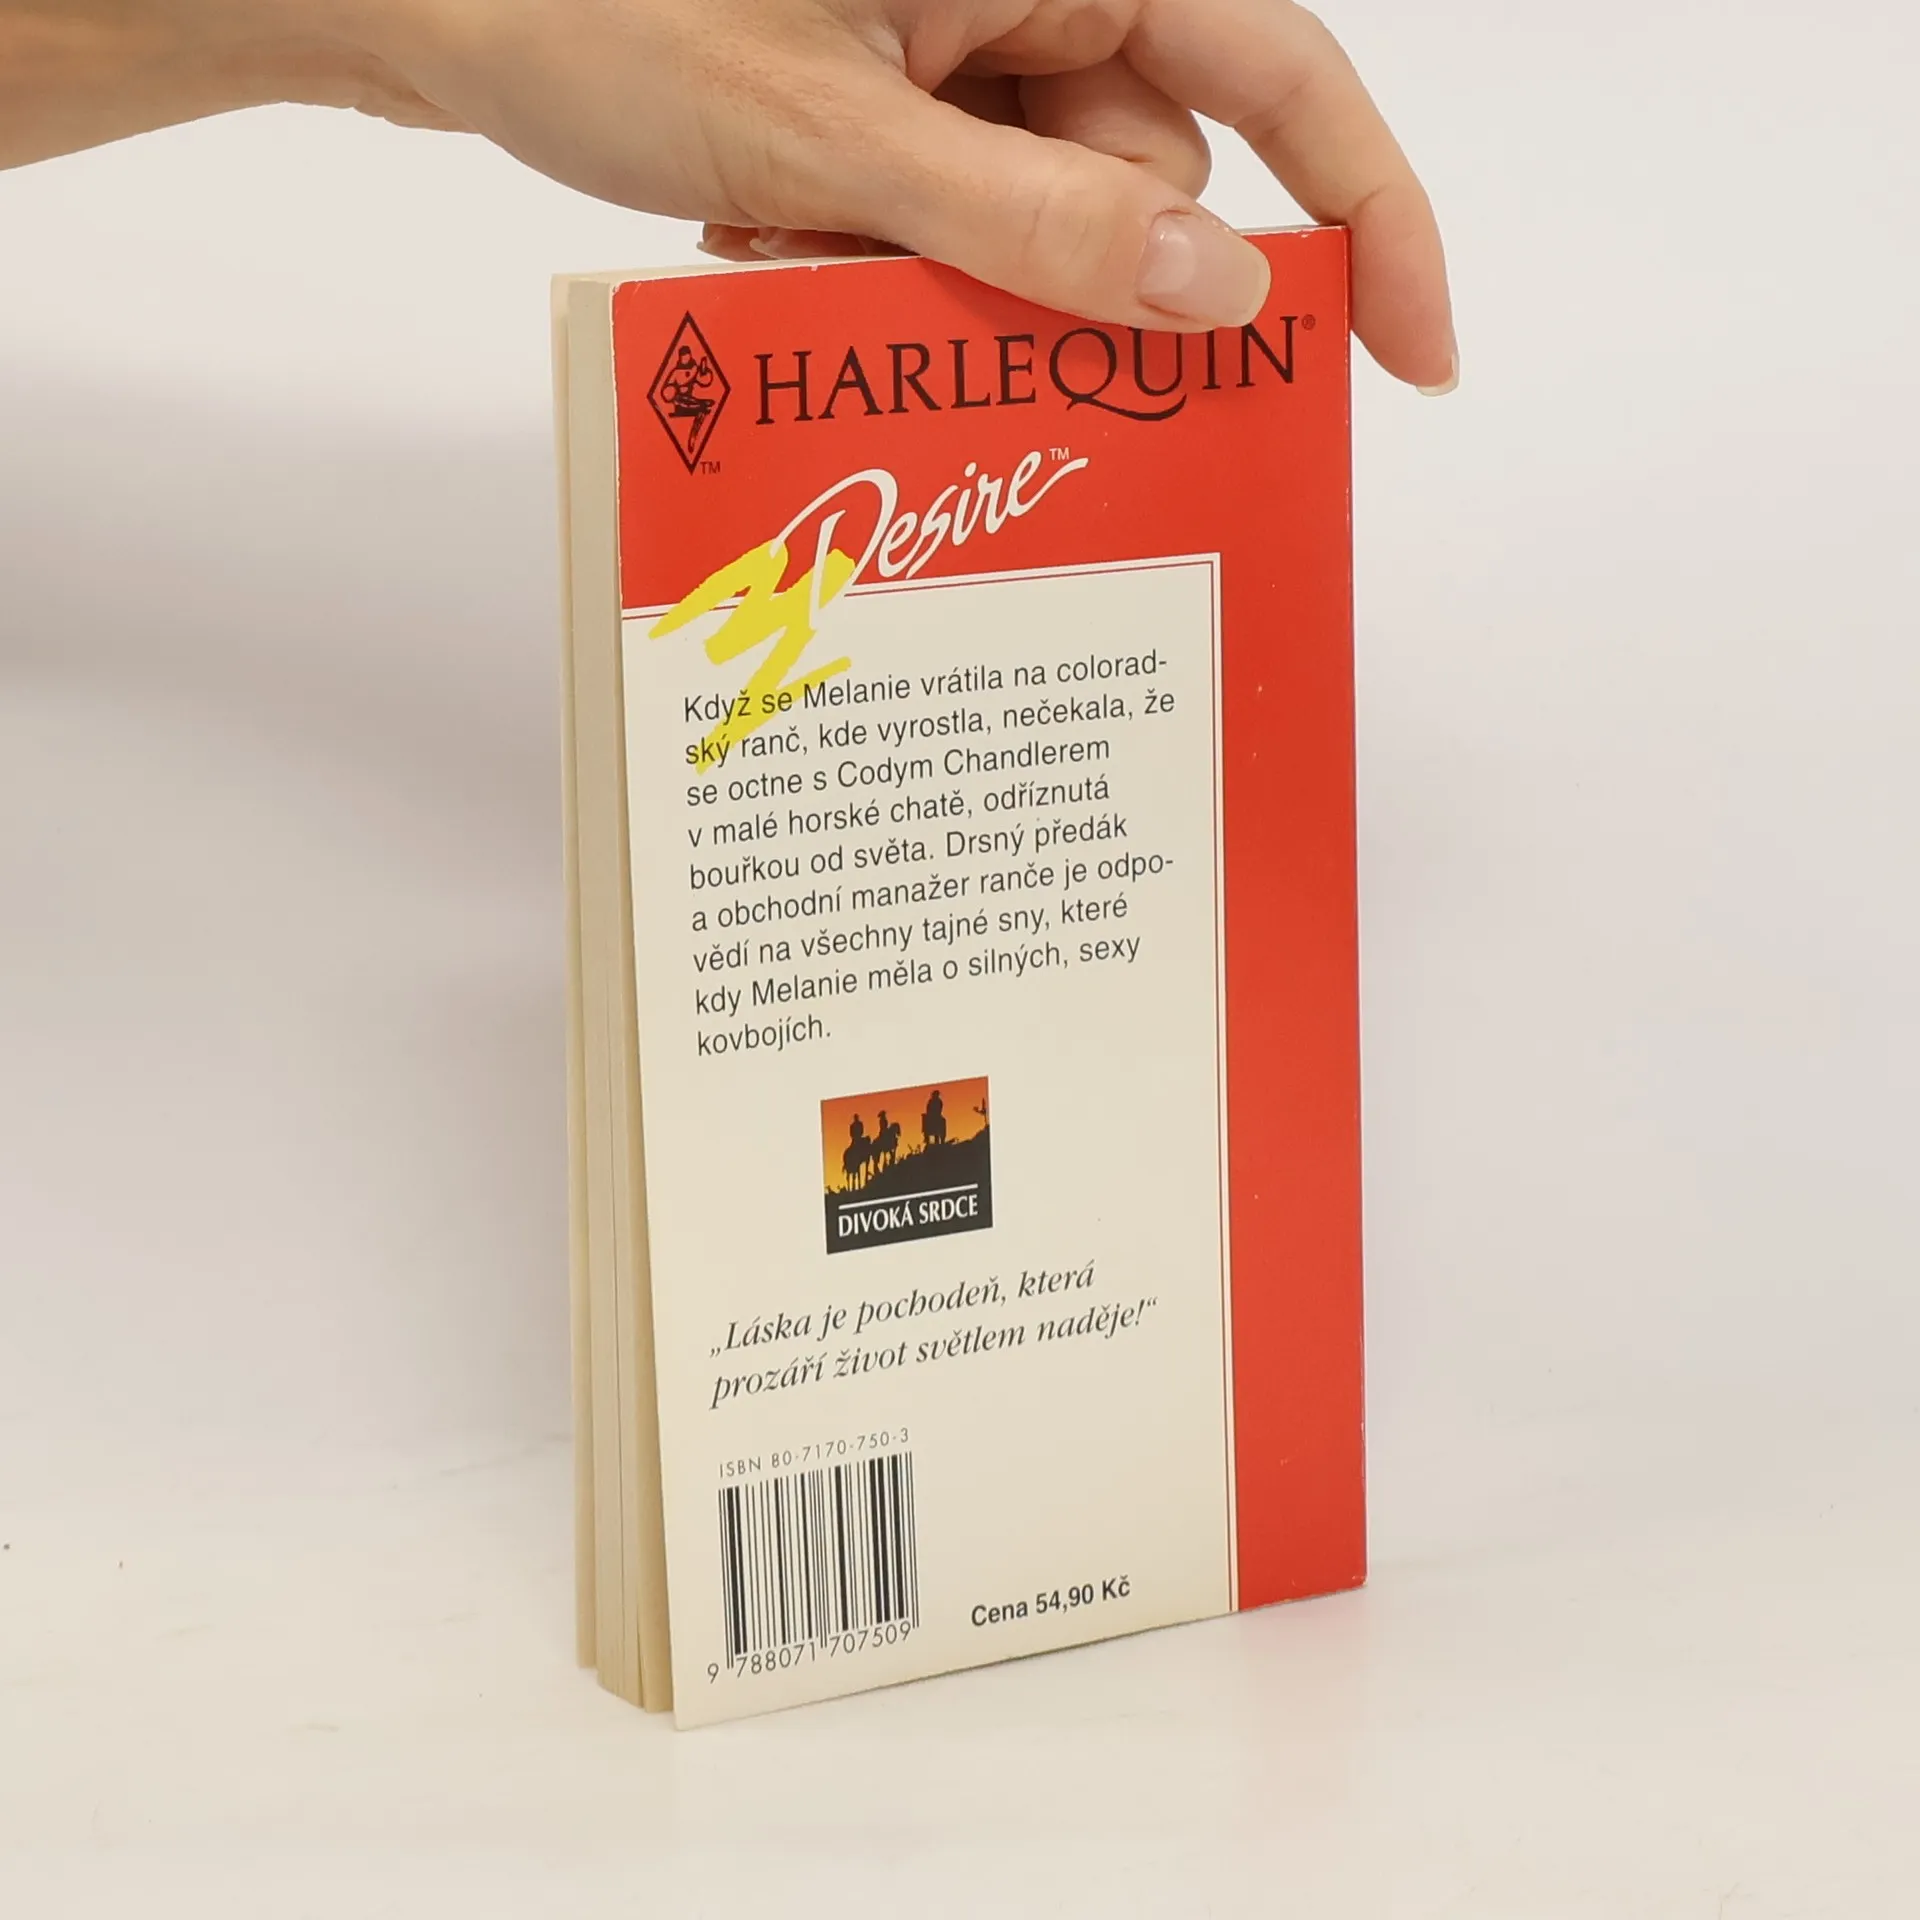 HARLEQUIN®
TM
Desire™
Když se Melanie vrátila na colorad-
ský ranč, kde vyrostla, nečekala, že
se octne s Codym Chandlerem
v malé horské chatě, odříznutá
bouřkou od světa. Drsný předák
a obchodní manažer ranče je odpo-
vědí na všechny tajné sny, které
kdy Melanie měla o silných, sexy
kovbojích.
DIVOKÁ SRDCE
„Láska je pochodeň, která
prozáří život světlem naděje!“
ISBN 80-7170-750-3
9 788071 707509
Cena 54,90 Kč